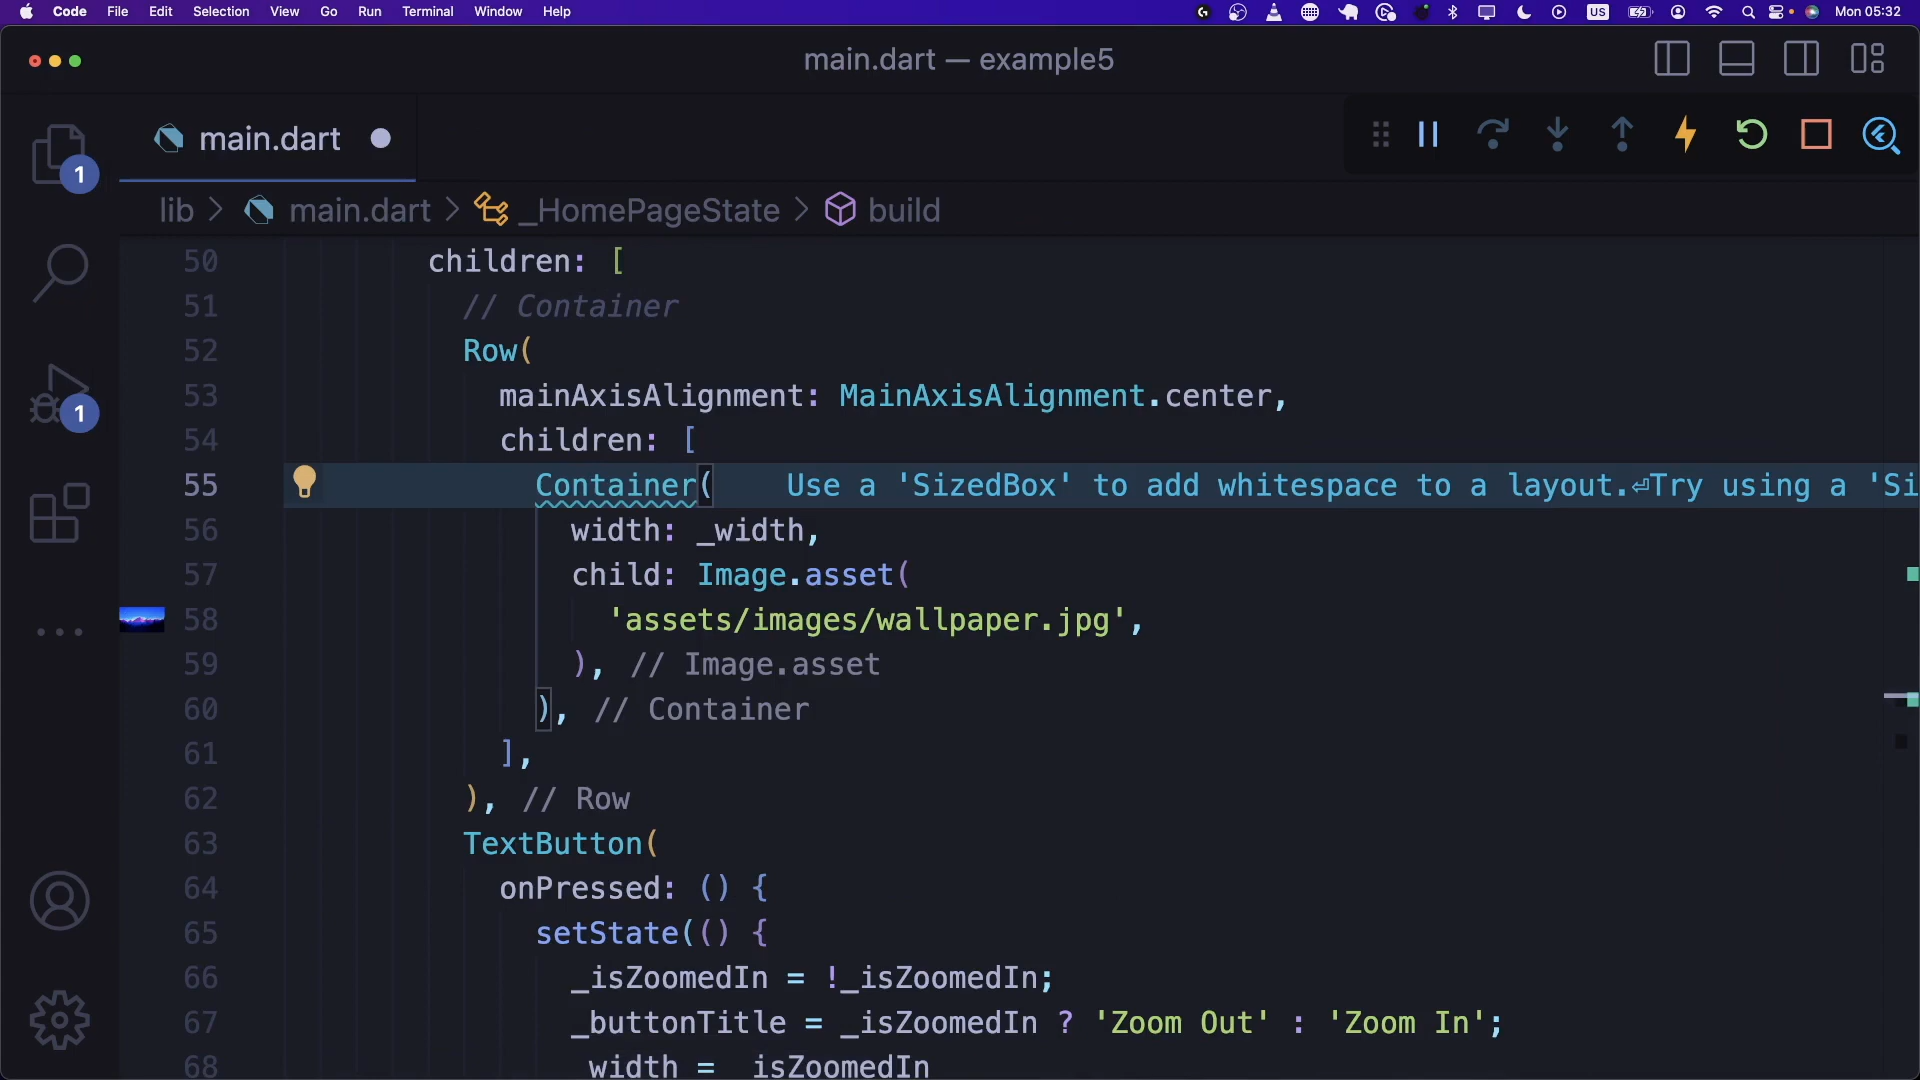 Code File Edit Selection View Go Run Terminal Window Help US Mon 05:32
main.dart — example5
main.dart
1
lib > main.dart > _HomePageState > build
50 children: [
51 // Container
52 Row(
53 mainAxisAlignment: MainAxisAlignment.center,
1
54 children: [
55 Container( Use a 'SizedBox' to add whitespace to a layout.⏎Try using a 'Si
56 width: _width,
57 child: Image.asset(
58 'assets/images/wallpaper.jpg',
59 ), // Image.asset
60 ), // Container
61 ],
62 ), // Row
63 TextButton(
64 onPressed: () {
65 setState(() {
66 _isZoomedIn = !_isZoomedIn;
67 _buttonTitle = _isZoomedIn ? 'Zoom Out' : 'Zoom In';
68 _width = _isZoomedIn